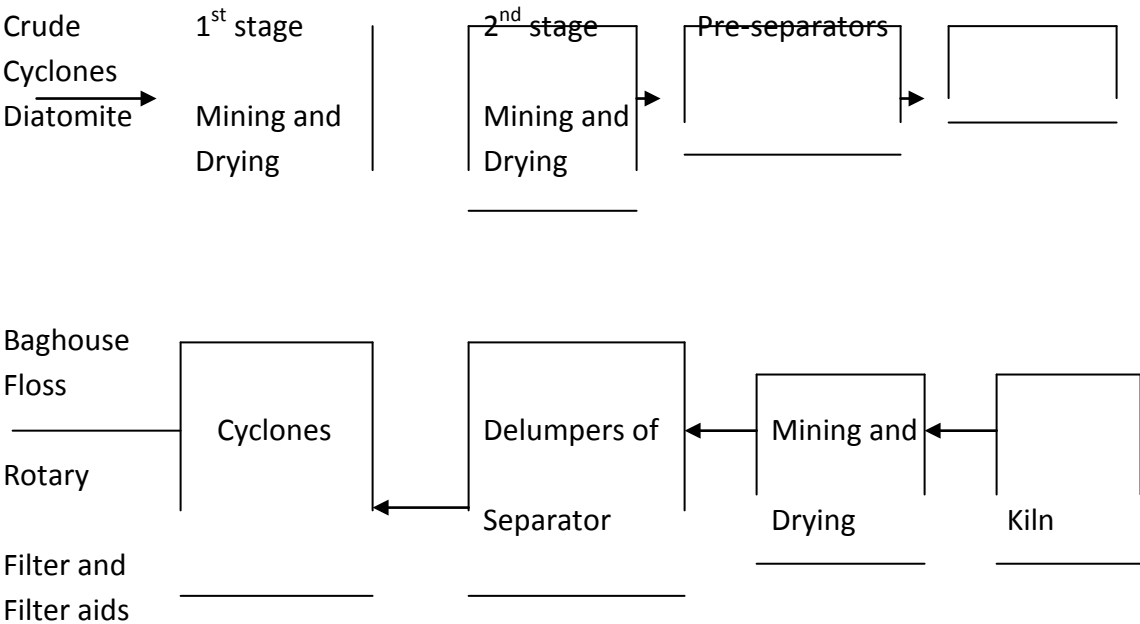 Crude 1st stage 2nd stage Pre-separators
Cyclones
Diatomite Mining and Mining and
Drying Drying
Baghouse
Floss
Cyclones Delumpers of Mining and
Rotary
Separator Drying Kiln
Filter and
Filter aids